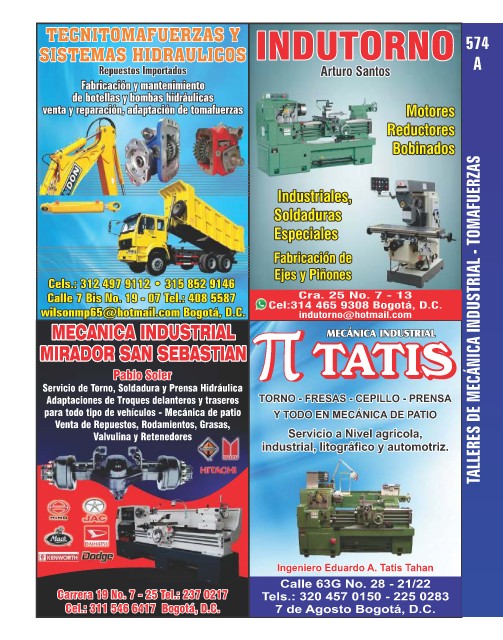 TECNITOMAFUERZAS Y
SISTEMAS HIDRAULICOS
Repuestos Importados
Fabricación y mantenimiento
de botellas y bombas hidráulicas
venta y reparación, adaptación de tomafuerzas
Cels.: 312 497 9112 • 315 852 9146
Calle 7 Bis No. 19 - 07 Tel.: 408 5587
wilsonmp65@hotmail.com Bogotá, D.C.
INDUTORNO
Arturo Santos
Motores
Reductores
Bobinados
Industriales,
Soldaduras
Especiales
Fabricación de
Ejes y Piñones
Cra. 25 No. 7 - 13
Cel:314 465 9308 Bogotá, D.C.
indutorno@hotmail.com
MECANICA INDUSTRIAL
MIRADOR SAN SEBASTIAN
Pablo Soler
Servicio de Torno, Soldadura y Prensa Hidráulica
Adaptaciones de Troques delanteros y traseros
para todo tipo de vehículos - Mecánica de patio
Venta de Repuestos, Rodamientos, Grasas,
Valvulina y Retenedores
HITACHI
HINO
JAC
Mack
DAIHATSU
KENWORTH
Dodge
Carrera 19 No. 7 - 25 Tel.: 237 0217
Cel.: 311 546 6417 Bogotá, D.C.
MECÁNICA INDUSTRIAL
π TATIS
TORNO - FRESAS - CEPILLO - PRENSA
Y TODO EN MECÁNICA DE PATIO
Servicio a Nivel agrícola,
industrial, litográfico y automotriz.
Ingeniero Eduardo A. Tatis Tahan
Calle 63G No. 28 - 21/22
Tels.: 320 457 0150 - 225 0283
7 de Agosto Bogotá, D.C.
574
A
TALLERES DE MECÁNICA INDUSTRIAL - TOMAFUERZAS